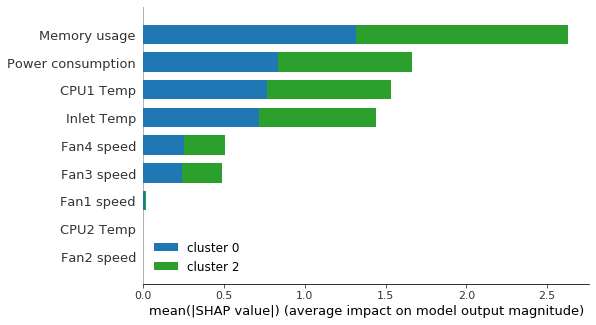 Memory usage
Power consumption
CPU1 Temp
Inlet Temp
Fan4 speed
Fan3 speed
Fan1 speed
CPU2 Temp
Fan2 speed
cluster 0
cluster 2
0.0 0.5 1.0 1.5 2.0 2.5
mean(|SHAP value|) (average impact on model output magnitude)